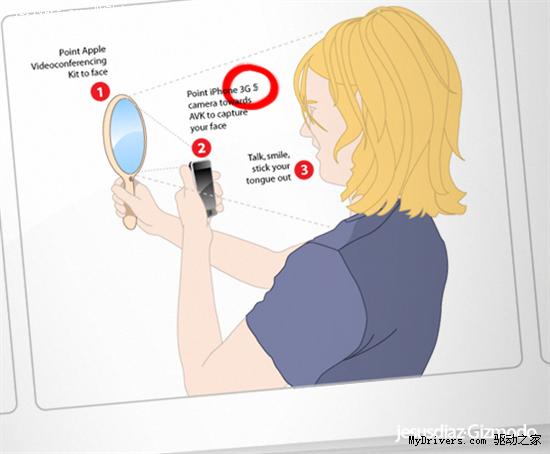 Point Apple
Videoconferencing
Kit to face
1
Point iPhone 3G S
camera towards
AVK to capture
your face
2
Talk, smile,
stick your
tongue out
3
jesusdiaz·Gizmodo
MyDrivers.com 驱动之家